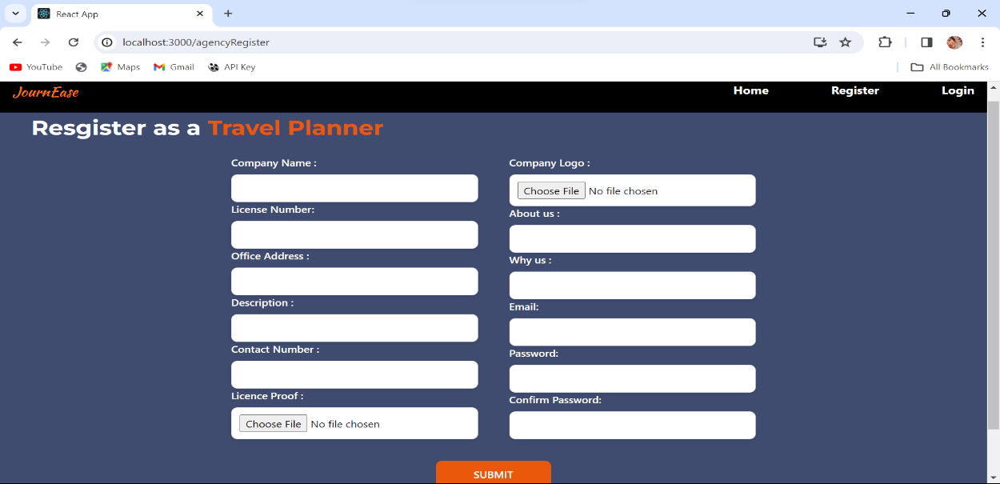 React App
localhost:3000/agencyRegister
YouTube Maps Gmail API Key All Bookmarks
JournEase Home Register Login
Resgister as a Travel Planner
Company Name :
License Number:
Office Address :
Description :
Contact Number :
Licence Proof :
Choose File No file chosen
Company Logo :
Choose File No file chosen
About us :
Why us :
Email:
Password:
Confirm Password:
SUBMIT